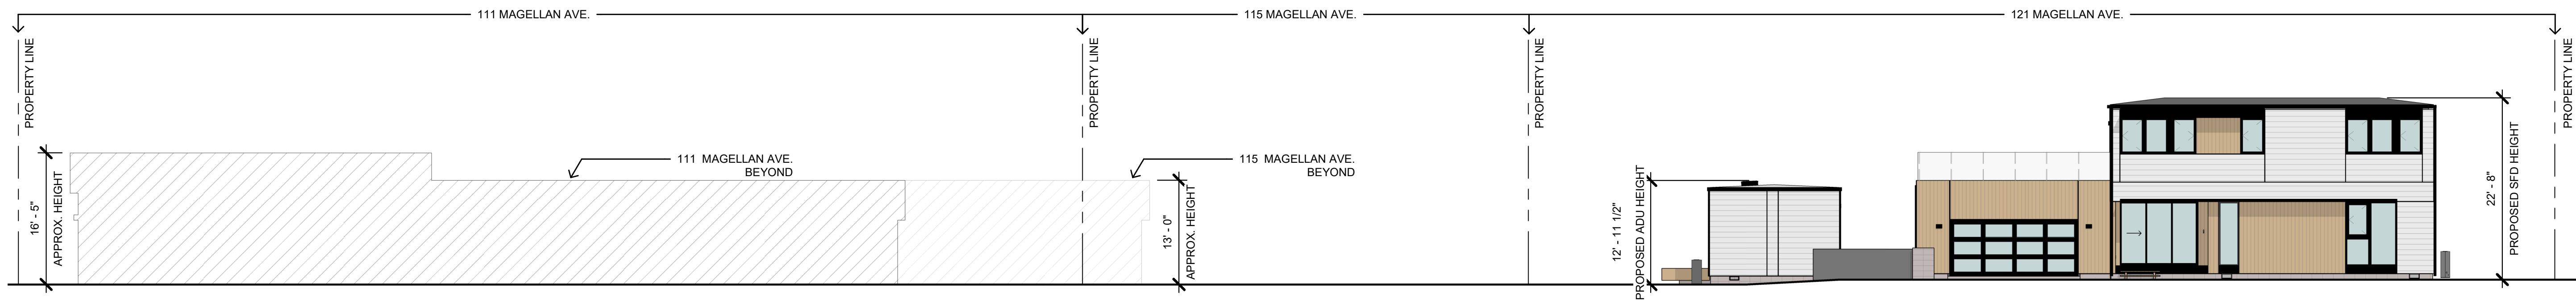 111 MAGELLAN AVE.
115 MAGELLAN AVE.
121 MAGELLAN AVE.
PROPERTY LINE
PROPERTY LINE
PROPERTY LINE
PROPERTY LINE
16' - 5"
APPROX. HEIGHT
111 MAGELLAN AVE.
BEYOND
115 MAGELLAN AVE.
BEYOND
13' - 0"
APPROX. HEIGHT
12' - 11 1/2"
PROPOSED ADU HEIGHT
22' - 8"
PROPOSED SFD HEIGHT